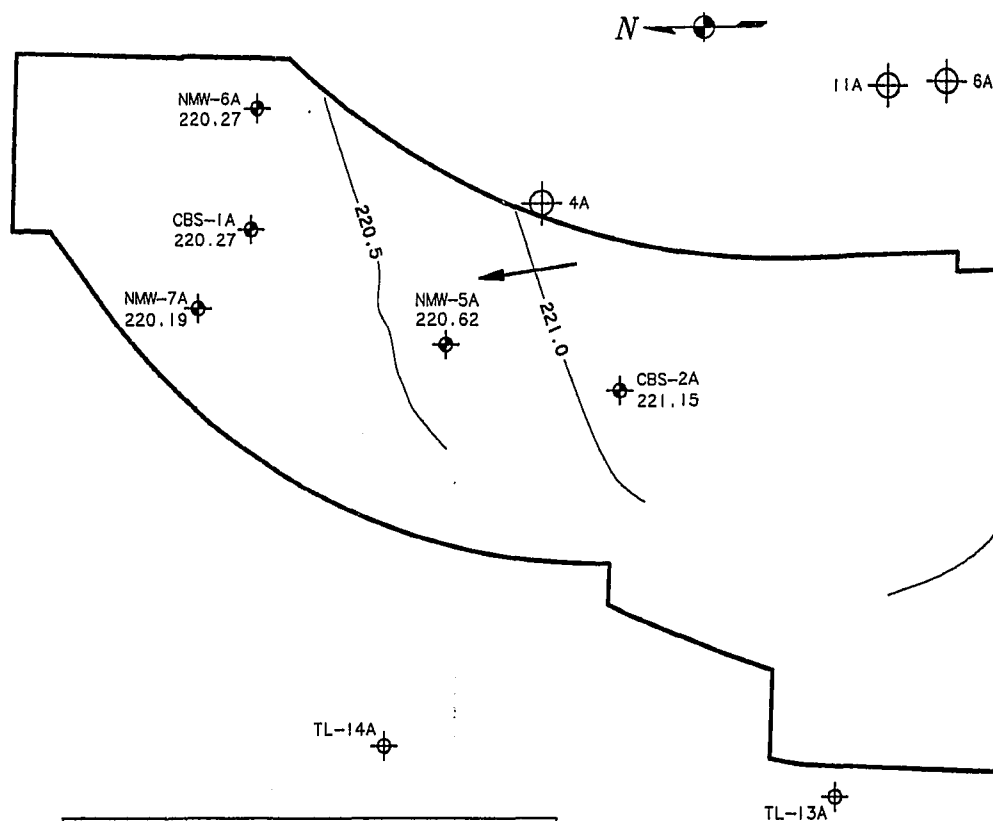 N
11A
6A
NMW-6A
220.27
4A
CBS-1A
220.27
220.5
NMW-7A
220.19
NMW-5A
220.62
221.0
CBS-2A
221.15
TL-14A
TL-13A